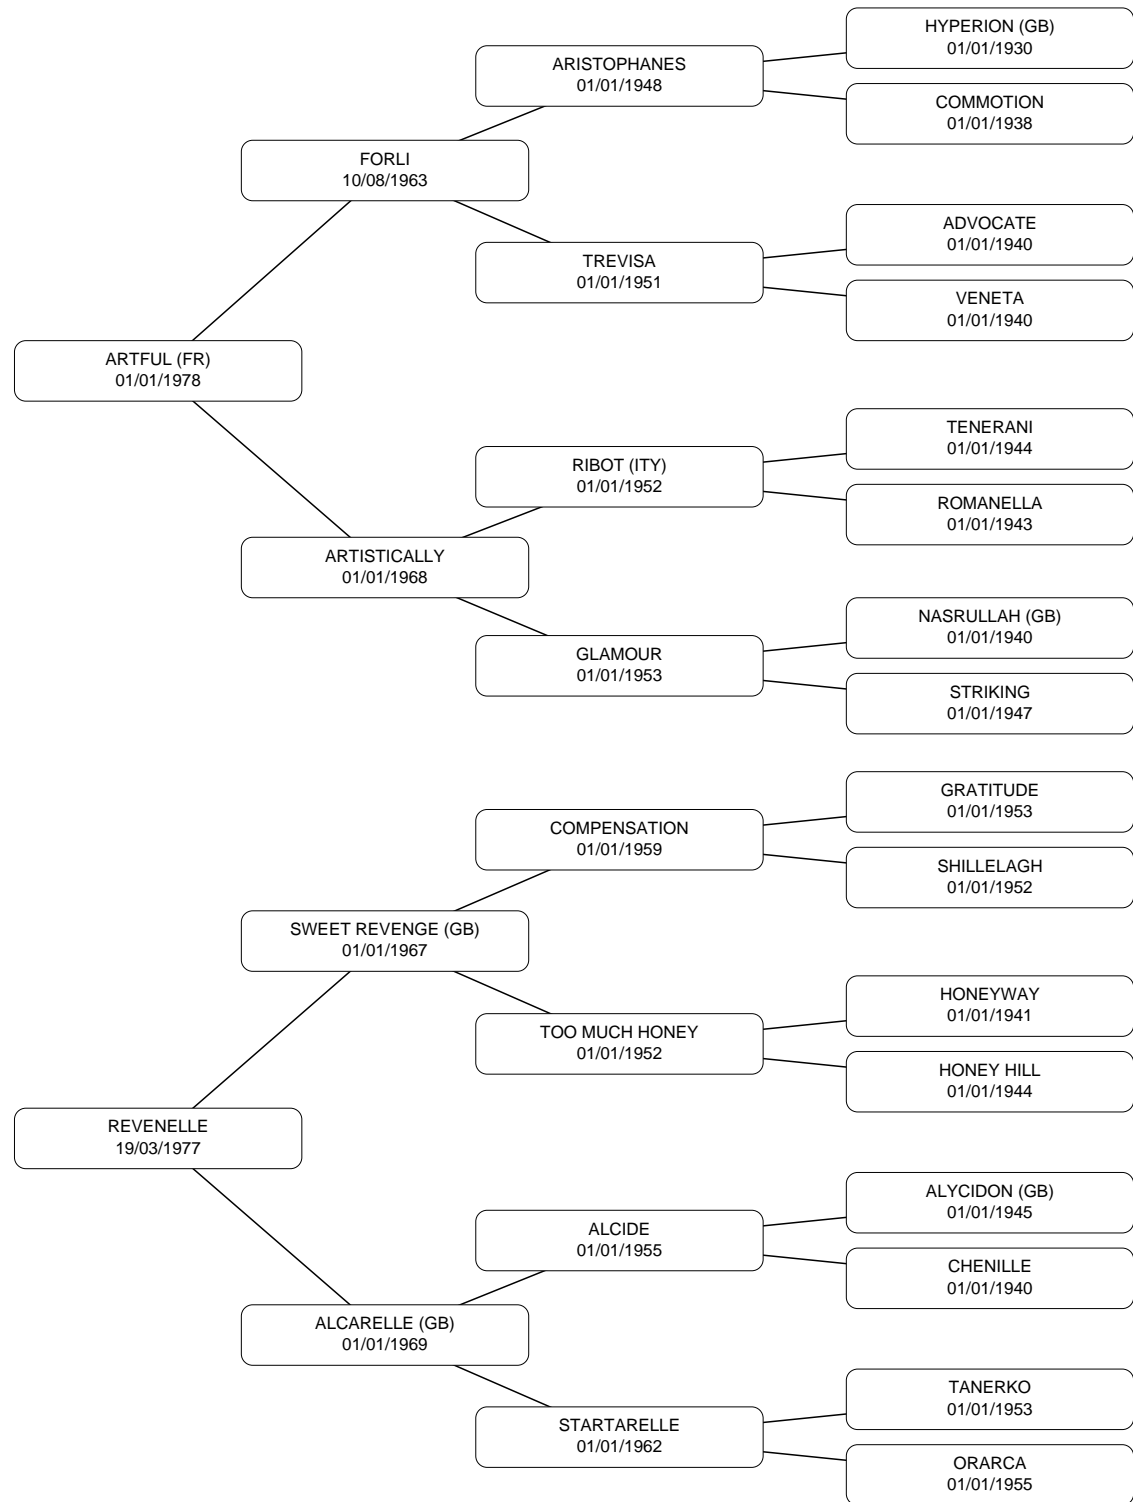 HYPERION (GB)
01/01/1930
ARISTOPHANES
01/01/1948
COMMOTION
01/01/1938
FORLI
10/08/1963
ADVOCATE
01/01/1940
TREVISA
01/01/1951
VENETA
01/01/1940
ARTFUL (FR)
01/01/1978
TENERANI
01/01/1944
RIBOT (ITY)
01/01/1952
ROMANELLA
01/01/1943
ARTISTICALLY
01/01/1968
NASRULLAH (GB)
01/01/1940
GLAMOUR
01/01/1953
STRIKING
01/01/1947
GRATITUDE
01/01/1953
COMPENSATION
01/01/1959
SHILLELAGH
01/01/1952
SWEET REVENGE (GB)
01/01/1967
HONEYWAY
01/01/1941
TOO MUCH HONEY
01/01/1952
HONEY HILL
01/01/1944
REVENELLE
19/03/1977
ALYCIDON (GB)
01/01/1945
ALCIDE
01/01/1955
CHENILLE
01/01/1940
ALCARELLE (GB)
01/01/1969
TANERKO
01/01/1953
STARTARELLE
01/01/1962
ORARCA
01/01/1955